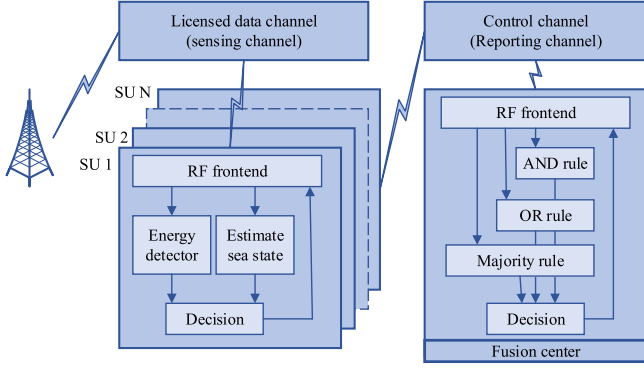 Licensed data channel
(sensing channel)
Control channel
(Reporting channel)
SU N
SU 2
SU 1
RF frontend
Energy
detector
Estimate
sea state
Decision
RF frontend
AND rule
OR rule
Majority rule
Decision
Fusion center